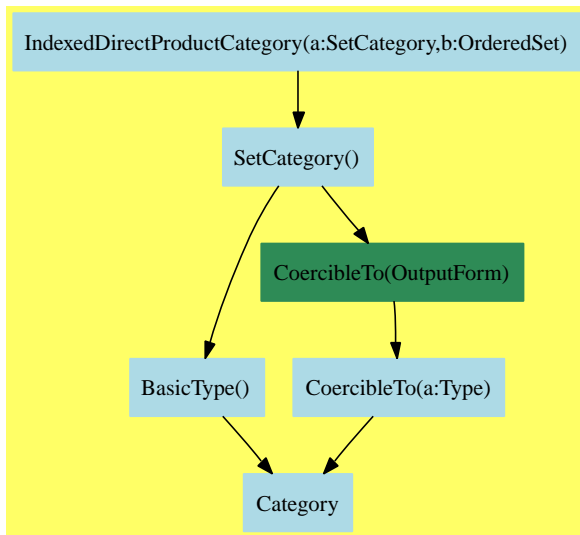 IndexedDirectProductCategory(a:SetCategory,b:OrderedSet)
SetCategory()
CoercibleTo(OutputForm)
BasicType()
CoercibleTo(a:Type)
Category